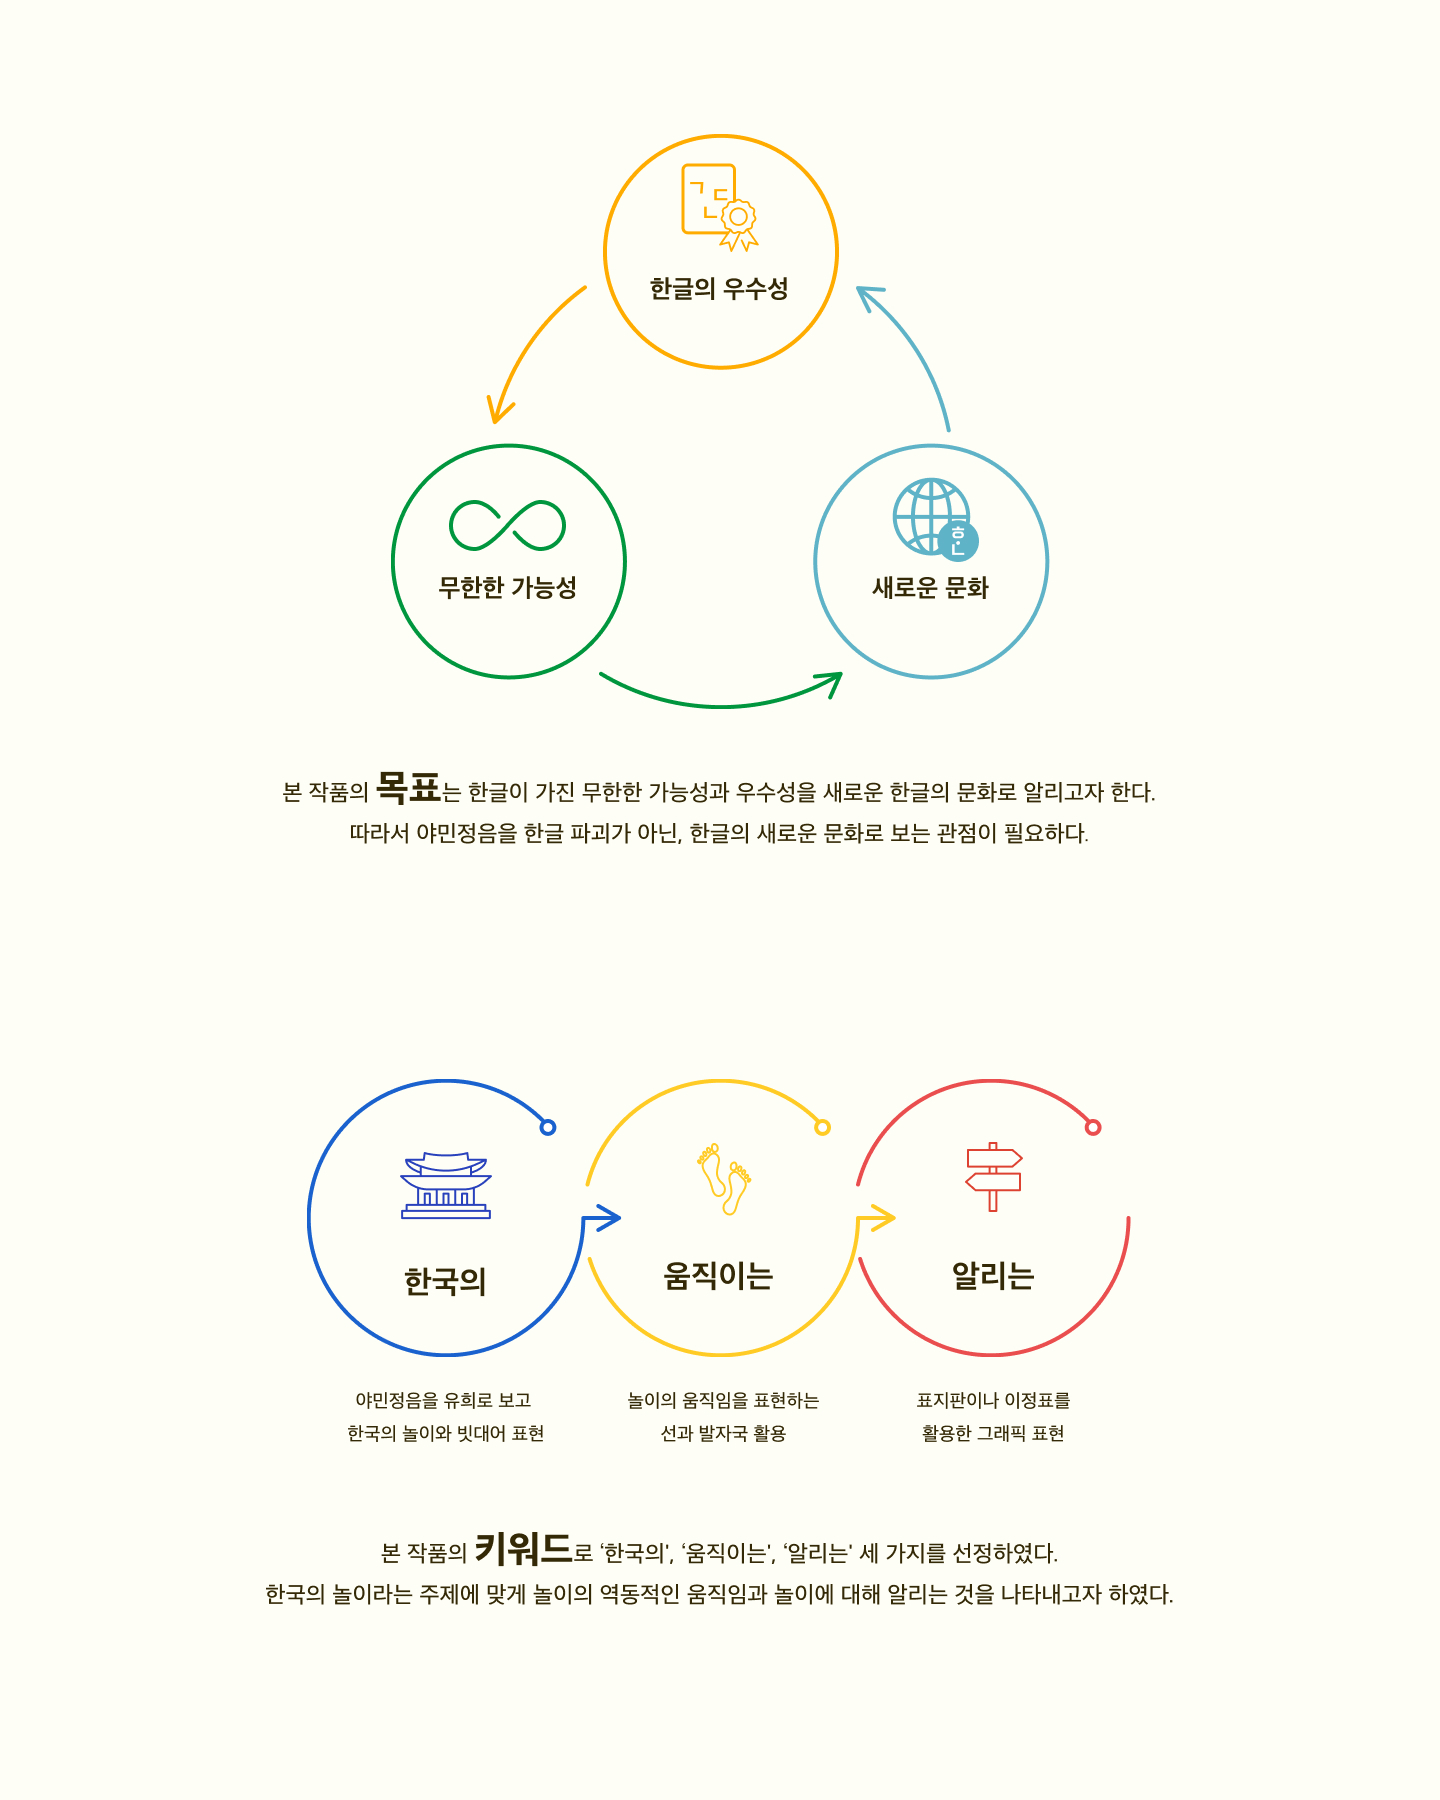 한글의 우수성
무한한 가능성
새로운 문화
본 작품의 목표는 한글이 가진 무한한 가능성과 우수성을 새로운 한글의 문화로 알리고자 한다.
따라서 야민정음을 한글 파괴가 아닌, 한글의 새로운 문화로 보는 관점이 필요하다.
한국의
움직이는
알리는
야민정음을 유희로 보고
한국의 놀이와 빗대어 표현
놀이의 움직임을 표현하는
선과 발자국 활용
표지판이나 이정표를
활용한 그래픽 표현
본 작품의 키워드로 ‘한국의', ‘움직이는', ‘알리는' 세 가지를 선정하였다.
한국의 놀이라는 주제에 맞게 놀이의 역동적인 움직임과 놀이에 대해 알리는 것을 나타내고자 하였다.